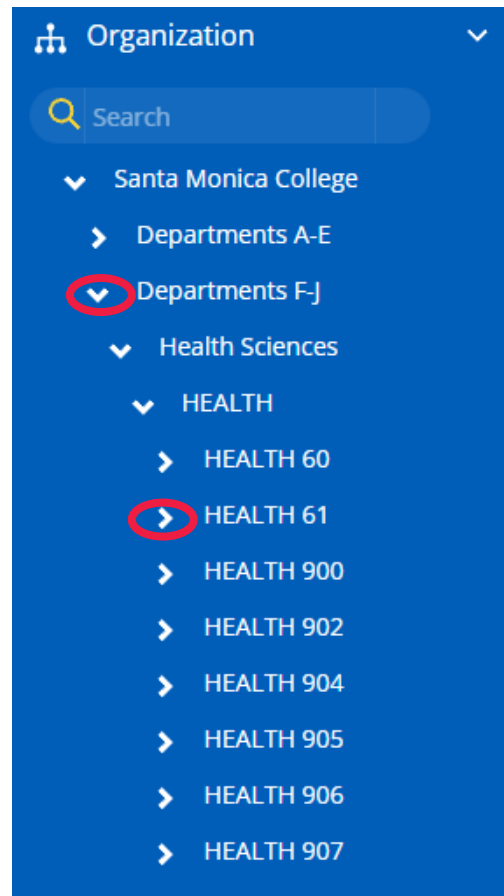 Organization
Search
Santa Monica College
Departments A-E
Departments F-J
Health Sciences
HEALTH
HEALTH 60
HEALTH 61
HEALTH 900
HEALTH 902
HEALTH 904
HEALTH 905
HEALTH 906
HEALTH 907